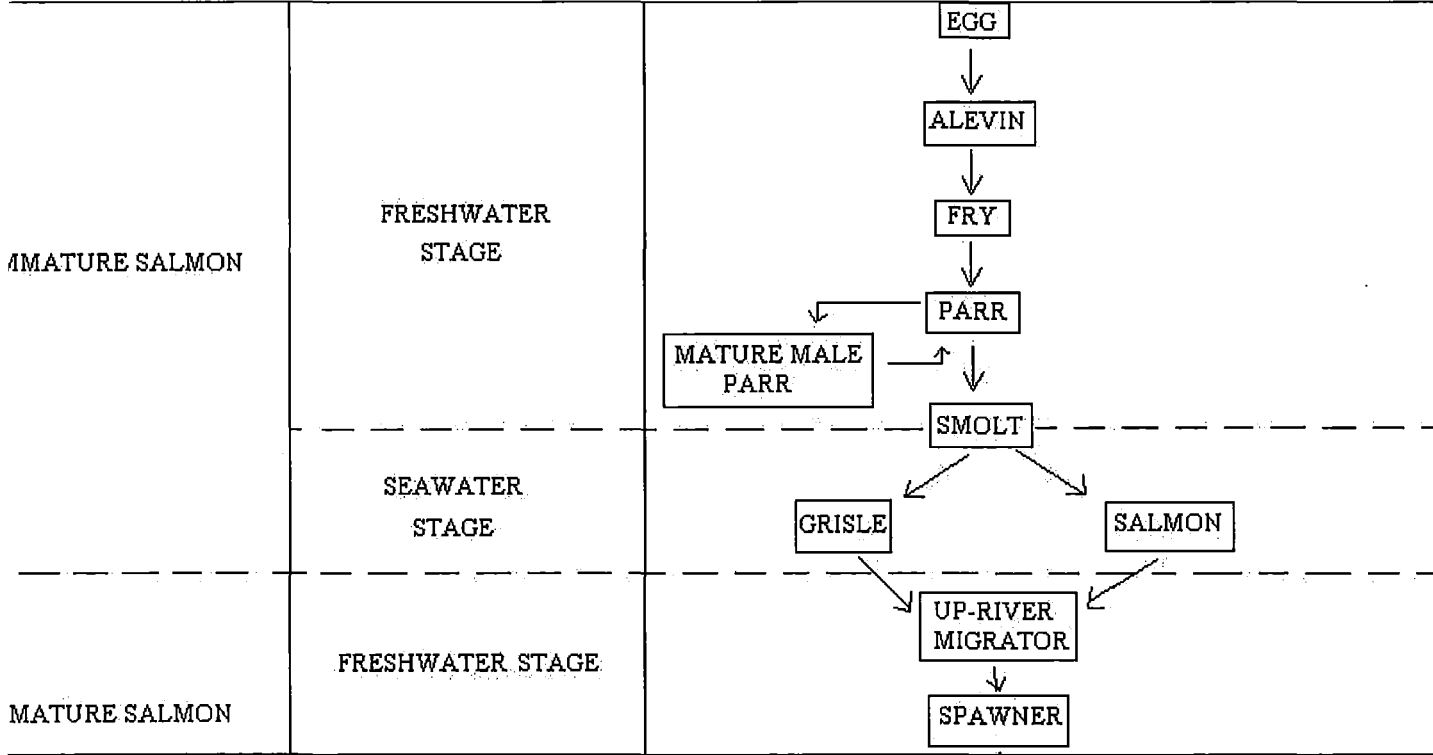 EGG
ALEVIN
FRY
PARR
MATURE MALE
PARR
SMOLT
GRISLE
SALMON
UP-RIVER
MIGRATOR
SPAWNER
FRESHWATER
STAGE
SEAWATER
STAGE
FRESHWATER STAGE
MMATURE SALMON
MATURE SALMON